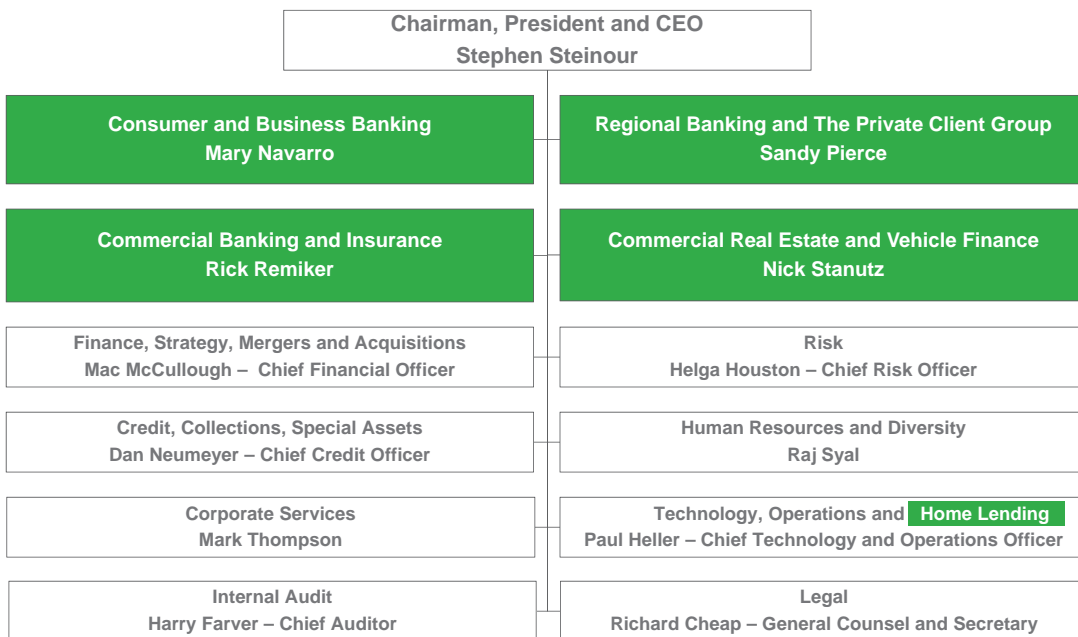 Chairman, President and CEO
Stephen Steinour
Consumer and Business Banking
Mary Navarro
Regional Banking and The Private Client Group
Sandy Pierce
Commercial Banking and Insurance
Rick Remiker
Commercial Real Estate and Vehicle Finance
Nick Stanutz
Finance, Strategy, Mergers and Acquisitions
Mac McCullough – Chief Financial Officer
Risk
Helga Houston – Chief Risk Officer
Credit, Collections, Special Assets
Dan Neumeyer – Chief Credit Officer
Human Resources and Diversity
Raj Syal
Corporate Services
Mark Thompson
Technology, Operations and Home Lending
Paul Heller – Chief Technology and Operations Officer
Internal Audit
Harry Farver – Chief Auditor
Legal
Richard Cheap – General Counsel and Secretary